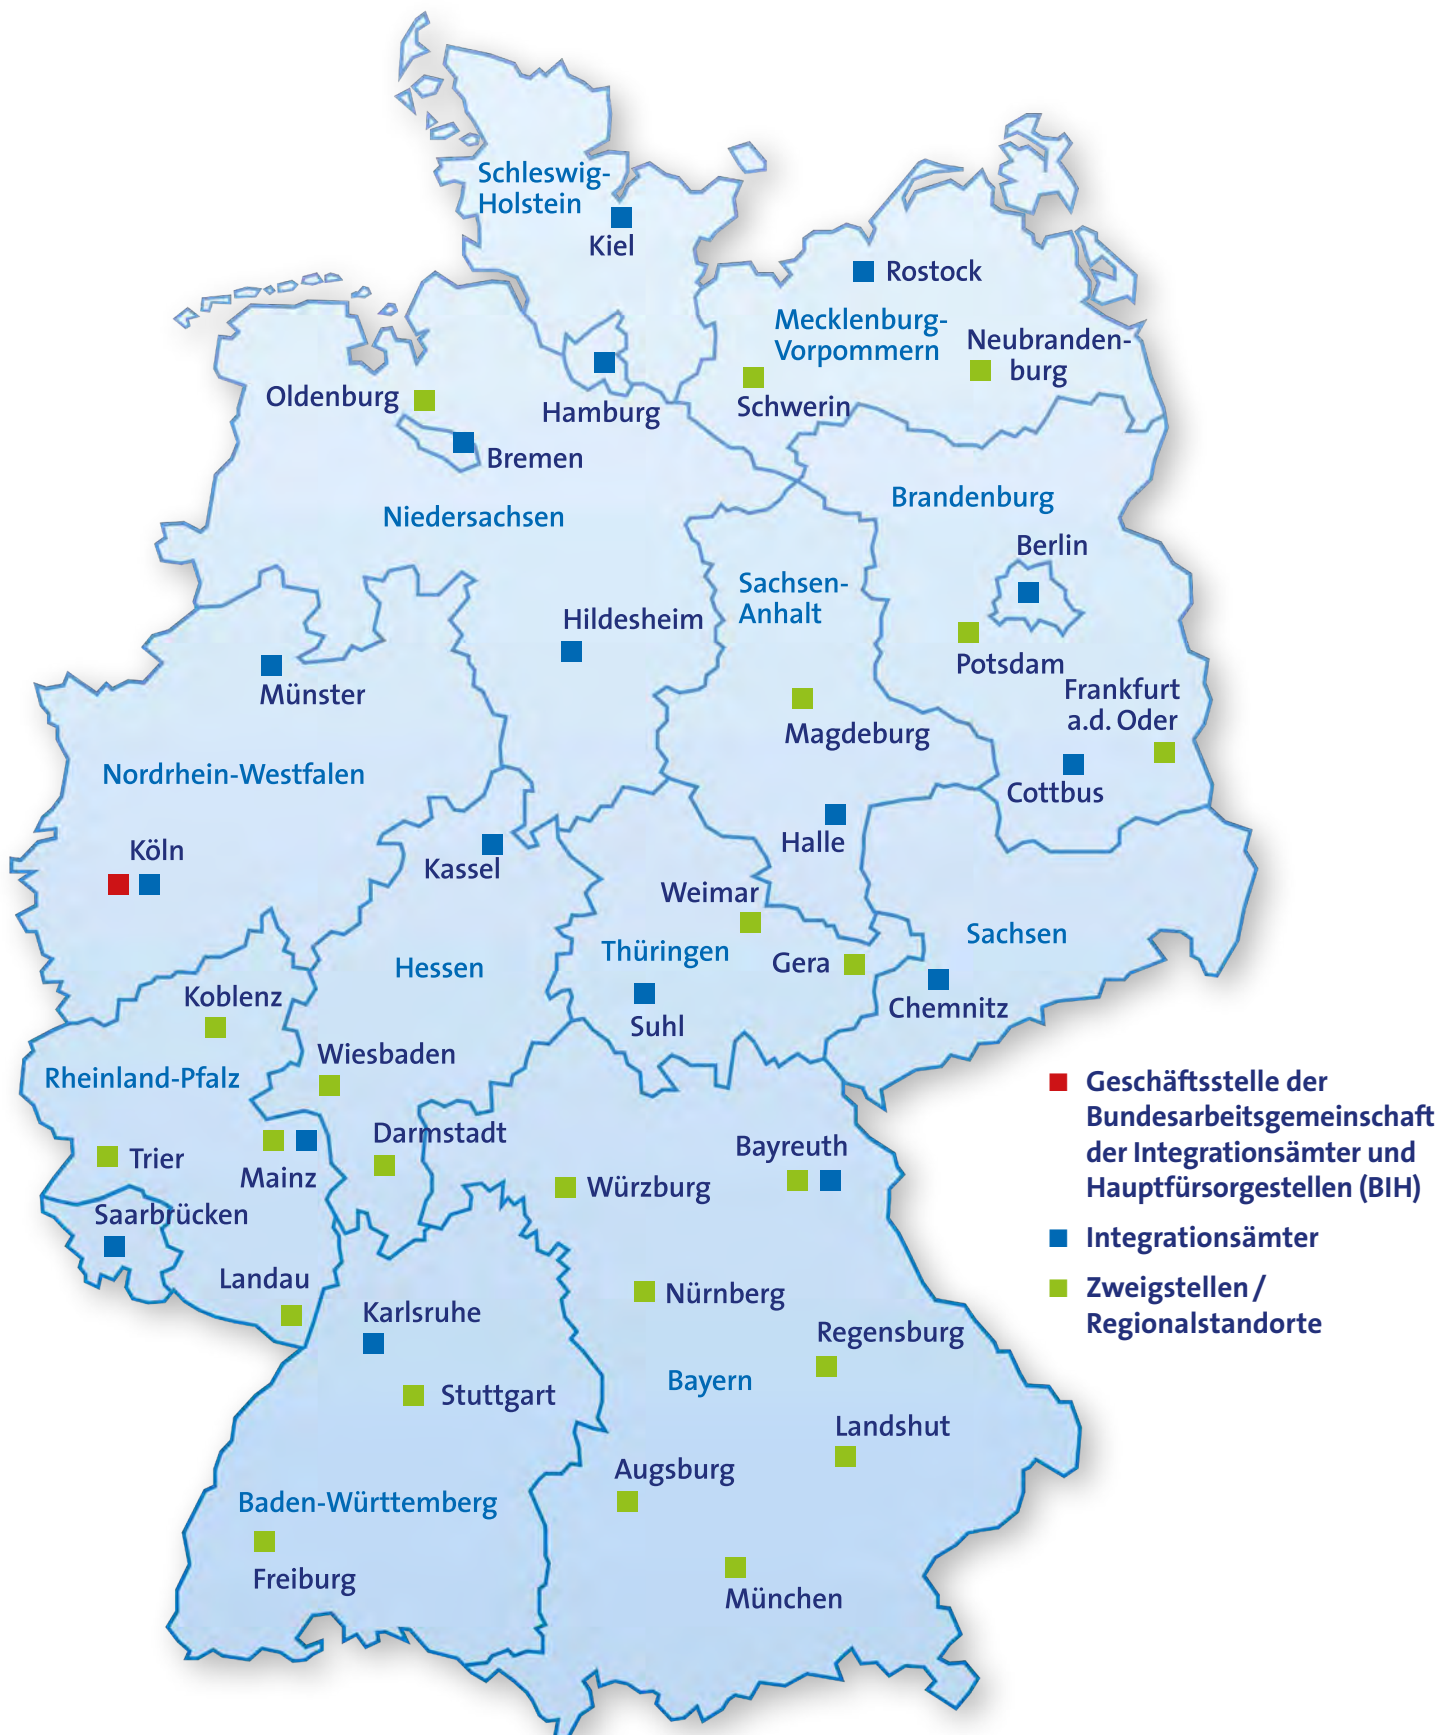 Schleswig-
Holstein
Kiel
Rostock
Mecklenburg-
Vorpommern
Neubranden-
burg
Oldenburg
Hamburg
Schwerin
Bremen
Niedersachsen
Brandenburg
Berlin
Sachsen-
Anhalt
Hildesheim
Potsdam
Münster
Frankfurt
a.d. Oder
Magdeburg
Nordrhein-Westfalen
Cottbus
Halle
Köln
Kassel
Weimar
Sachsen
Thüringen
Gera
Hessen
Koblenz
Chemnitz
Suhl
Wiesbaden
Rheinland-Pfalz
Geschäftsstelle der
Bundesarbeitsgemeinschaft
der Integrationsämter und
Hauptfürsorgestellen (BIH)
Integrationsämter
Zweigstellen /
Regionalstandorte
Darmstadt
Bayreuth
Trier
Mainz
Würzburg
Saarbrücken
Landau
Nürnberg
Karlsruhe
Regensburg
Bayern
Stuttgart
Landshut
Augsburg
Baden-Württemberg
Freiburg
München